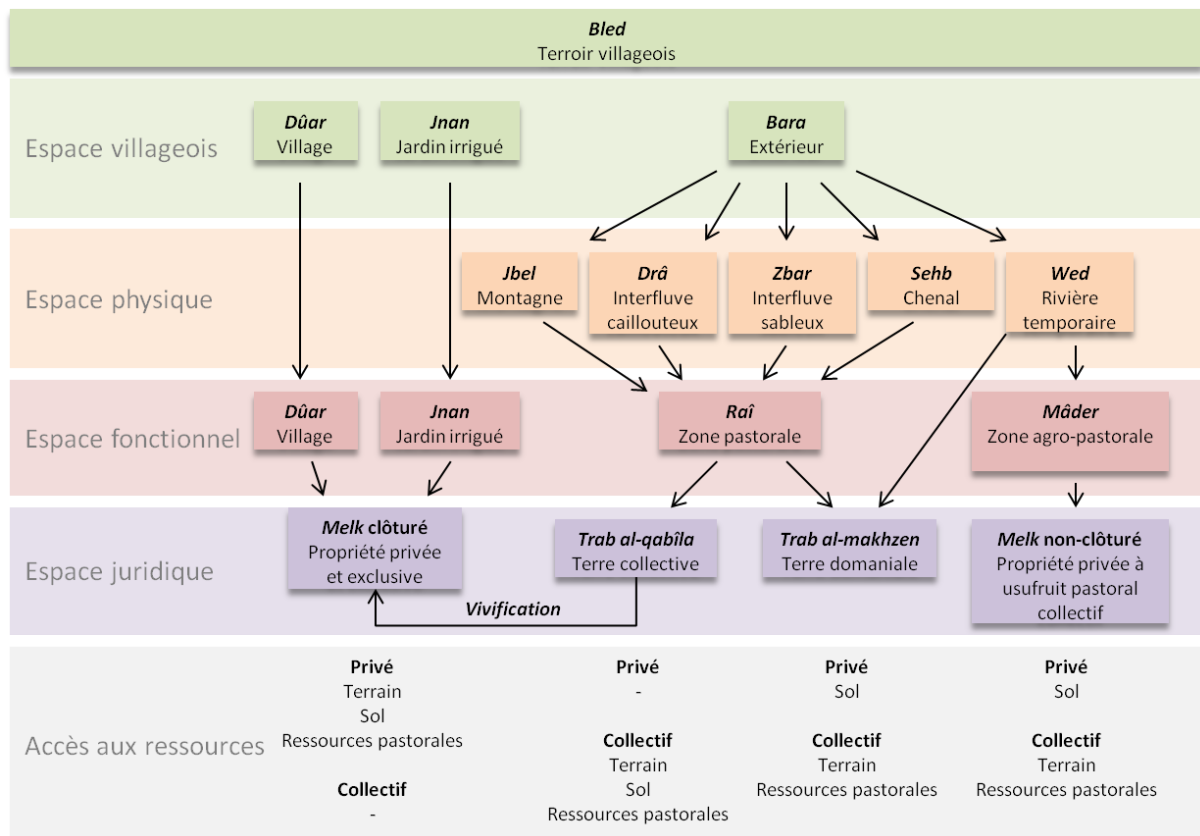 Bled
Terroir villageois
Espace villageois
Dûar
Village
Jnan
Jardin irrigué
Bara
Extérieur
Espace physique
Jbel
Montagne
Drâ
Interfluve
caillouteux
Zbar
Interfluve
sableux
Sehb
Chenal
Wed
Rivière
temporaire
Espace fonctionnel
Dûar
Village
Jnan
Jardin irrigué
Raî
Zone pastorale
Mâder
Zone agro-pastorale
Espace juridique
Melk clôturé
Propriété privée
et exclusive
Trab al-qabîla
Terre collective
Trab al-makhzen
Terre domaniale
Melk non-clôturé
Propriété privée à
usufruit pastoral
collectif
Vivification
Accès aux ressources
Privé
Terrain
Sol
Ressources pastorales
Collectif
-
Privé
-
Collectif
Terrain
Sol
Ressources pastorales
Privé
Sol
Collectif
Terrain
Ressources pastorales
Privé
Sol
Collectif
Terrain
Ressources pastorales